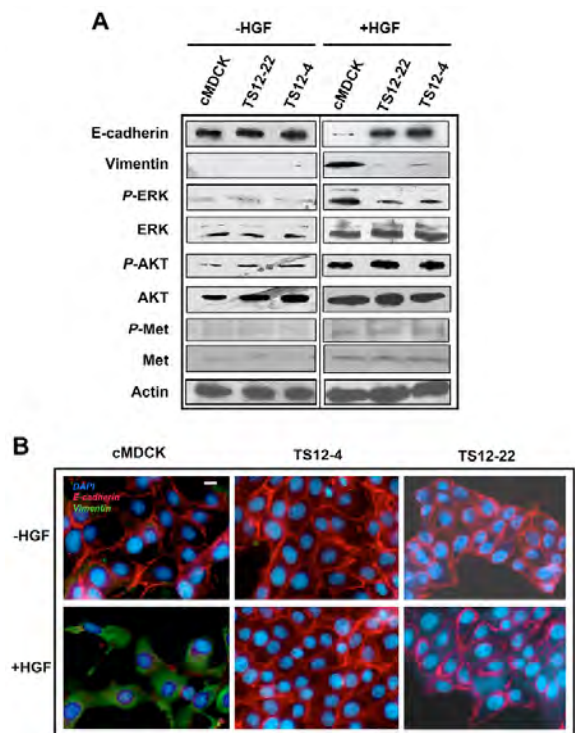 A
-HGF +HGF
cMDCK TS12-22 TS12-4 cMDCK TS12-22 TS12-4
E-cadherin
Vimentin
P-ERK
ERK
P-AKT
AKT
P-Met
Met
Actin
B
cMDCK TS12-4 TS12-22
DAPI
E-cadherin
Vimentin
-HGF
+HGF